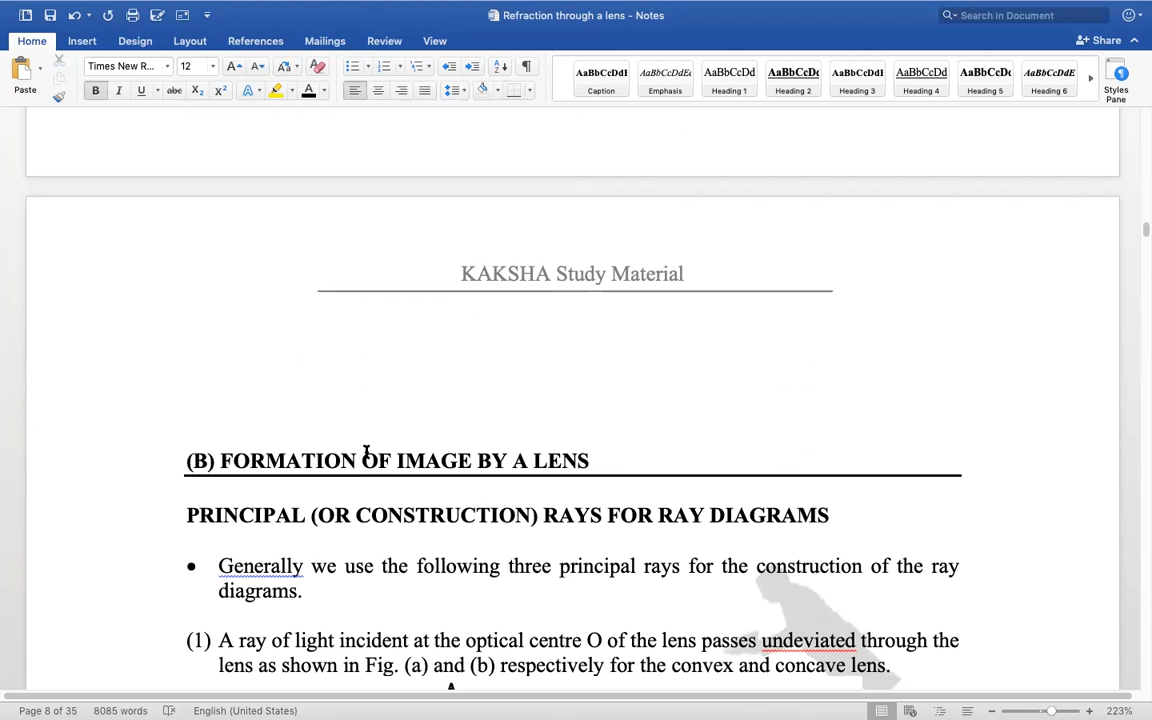 Refraction through a lens - Notes
Search in Document
Home Insert Design Layout References Mailings Review View
Share
Paste
Times New R... 12
AaBbCcDdI AaBbCcDdEe AaBbCcDd AaBbCcDc AaBbCcDdI AaBbCcDd AaBbCcDc AaBbCcDdE
Caption Emphasis Heading 1 Heading 2 Heading 3 Heading 4 Heading 5 Heading 6
Styles
Pane
KAKSHA Study Material
(B) FORMATION OF IMAGE BY A LENS
PRINCIPAL (OR CONSTRUCTION) RAYS FOR RAY DIAGRAMS
• Generally we use the following three principal rays for the construction of the ray
diagrams.
(1) A ray of light incident at the optical centre O of the lens passes undeviated through the
lens as shown in Fig. (a) and (b) respectively for the convex and concave lens.
Page 8 of 35 8085 words English (United States) 223%